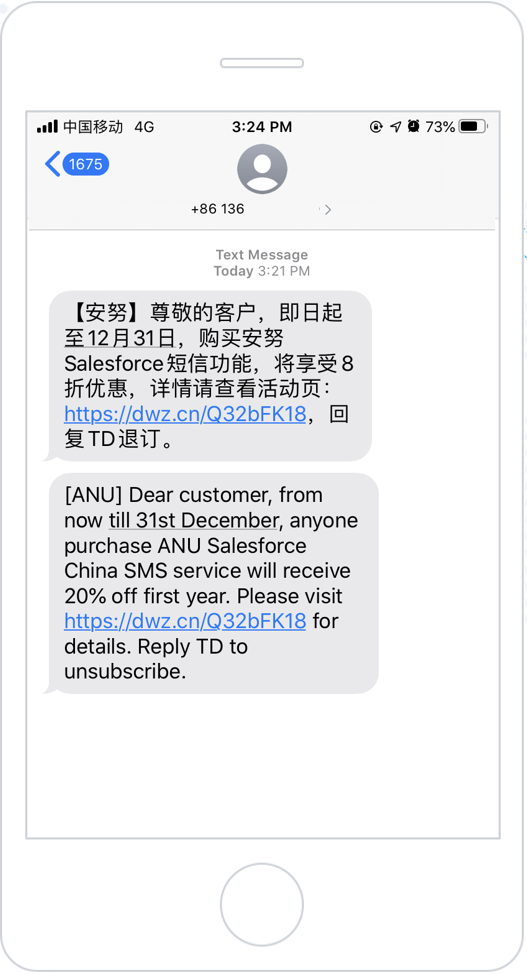 中国移动 4G 3:24 PM 73%
1675
+86 136
Text Message
Today 3:21 PM
【安努】尊敬的客户，即日起
至12月31日，购买安努
Salesforce短信功能，将享受8
折优惠，详情请查看活动页：
https://dwz.cn/Q32bFK18，回
复TD退订。
[ANU] Dear customer, from
now till 31st December, anyone
purchase ANU Salesforce
China SMS service will receive
20% off first year. Please visit
https://dwz.cn/Q32bFK18 for
details. Reply TD to
unsubscribe.